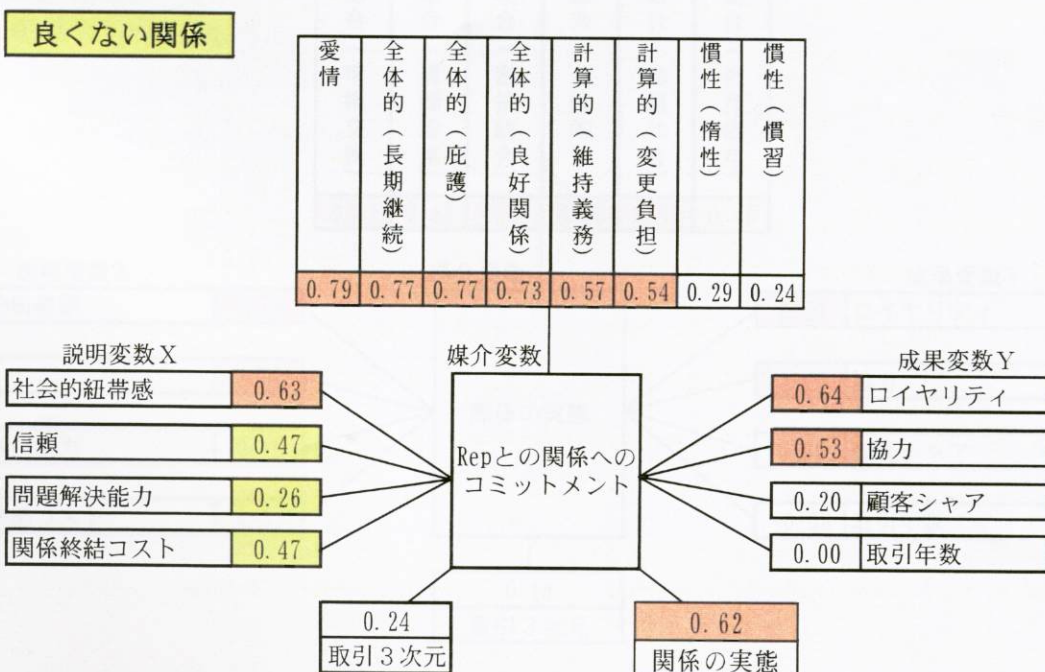 良くない関係
愛情
全体的（長期継続）
全体的（庇護）
全体的（良好関係）
計算的（維持義務）
計算的（変更負担）
慣性（惰性）
慣性（慣習）
0.79 0.77 0.77 0.73 0.57 0.54 0.29 0.24
説明変数X
媒介変数
成果変数Y
社会的紐帯感 0.63
信頼 0.47
問題解決能力 0.26
関係終結コスト 0.47
Repとの関係への
コミットメント
0.64 ロイヤリティ
0.53 協力
0.20 顧客シャア
0.00 取引年数
0.24
取引3次元
0.62
関係の実態